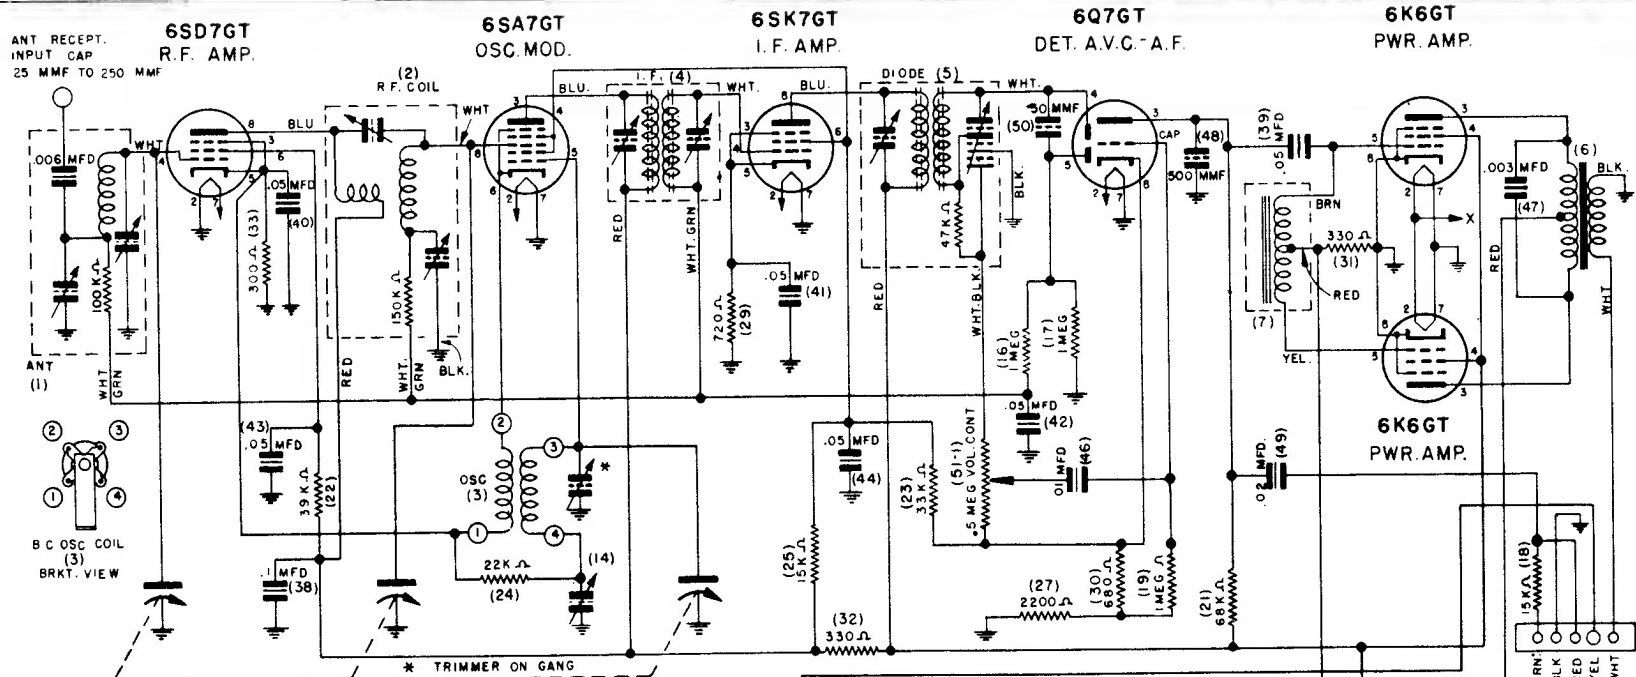 6SD7GT
R.F. AMP.
6SA7GT
OSC. MOD.
6SK7GT
I. F. AMP.
6Q7GT
DET. A.V.C.-A.F.
6K6GT
PWR. AMP.
ANT RECEPT.
INPUT CAP
25 MMF TO 250 MMF
(2)
R.F. COIL
I.F. (4)
DIODE (5)
WHT
BLU
WHT
BLU.
WHT.
BLU.
WHT.
50 MMF
(50)
CAP
(48)
500 MMF
(39)
.05 MFD
(6)
BLK.
.006 MFD
.05 MFD
(40)
300 Ω (33)
100 K Ω
150 K Ω
BLK.
RED
WHT. GRN
.05 MFD
(41)
720 Ω
(29)
47 K Ω
BLK.
RED
WHT. BLK.
(16)
1 MEG
(17)
1 MEG
BRN
330 Ω
(31)
RED
(7)
YEL.
X
.003 MFD
(47)
RED
WHT
ANT
(1)
WHT
GRN
RED
WHT.
GRN
.05 MFD
(42)
6K6GT
PWR. AMP.
(43)
.05 MFD
39 K Ω
(22)
OSC
(3)
*
.05 MFD
(44)
(23)
33 K Ω
(51-1)
.5 MEG VOL. CONT
.01 MFD
(46)
.02 MFD.
(49)
B C OSC COIL
(3)
BRKT. VIEW
.1 MFD
(38)
22K Ω
(24)
(14)
(25)
15 K Ω
(32)
330 Ω
(27)
2200 Ω
(30)
680 Ω
(19)
1 MEG Ω
(21)
68 K Ω
15 K Ω (18)
* TRIMMER ON GANG
BRN
BLK
RED
YEL
WHT